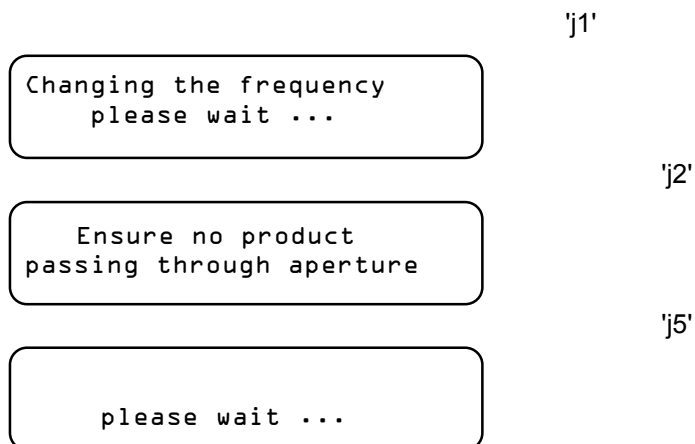 'j1'
Changing the frequency
please wait ...
'j2'
Ensure no product
passing through aperture
'j5'
please wait ...